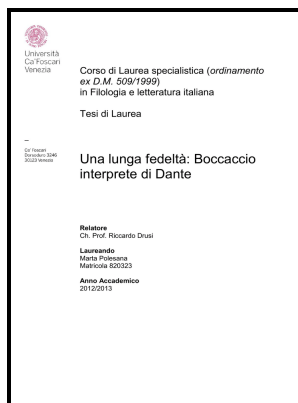 Università
Ca'Foscari
Venezia
Corso di Laurea specialistica (ordinamento
ex D.M. 509/1999)
in Filologia e letteratura italiana
Tesi di Laurea
–
Ca' Foscari
Dorsoduro 3246
30123 Venezia
Una lunga fedeltà: Boccaccio
interprete di Dante
Relatore
Ch. Prof. Riccardo Drusi
Laureando
Marta Polesana
Matricola 820323
Anno Accademico
2012/2013